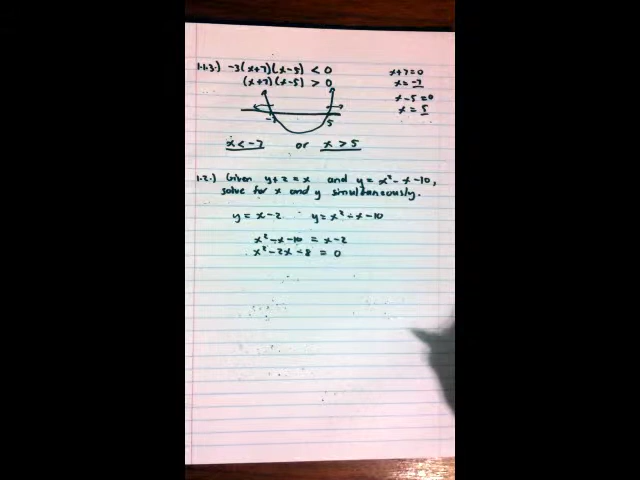 1.1.3.) -3(x+7)(x-5) < 0
(x+7)(x-5) > 0
x+7=0
x = -7
x-5=0
x = 5
-7 5
x < -7 or x > 5
1.2.) Given y+2=x and y=x²-x-10,
solve for x and y simultaneously.
y = x-2 y = x²-x-10
x²-x-10 = x-2
x²-2x-8 = 0